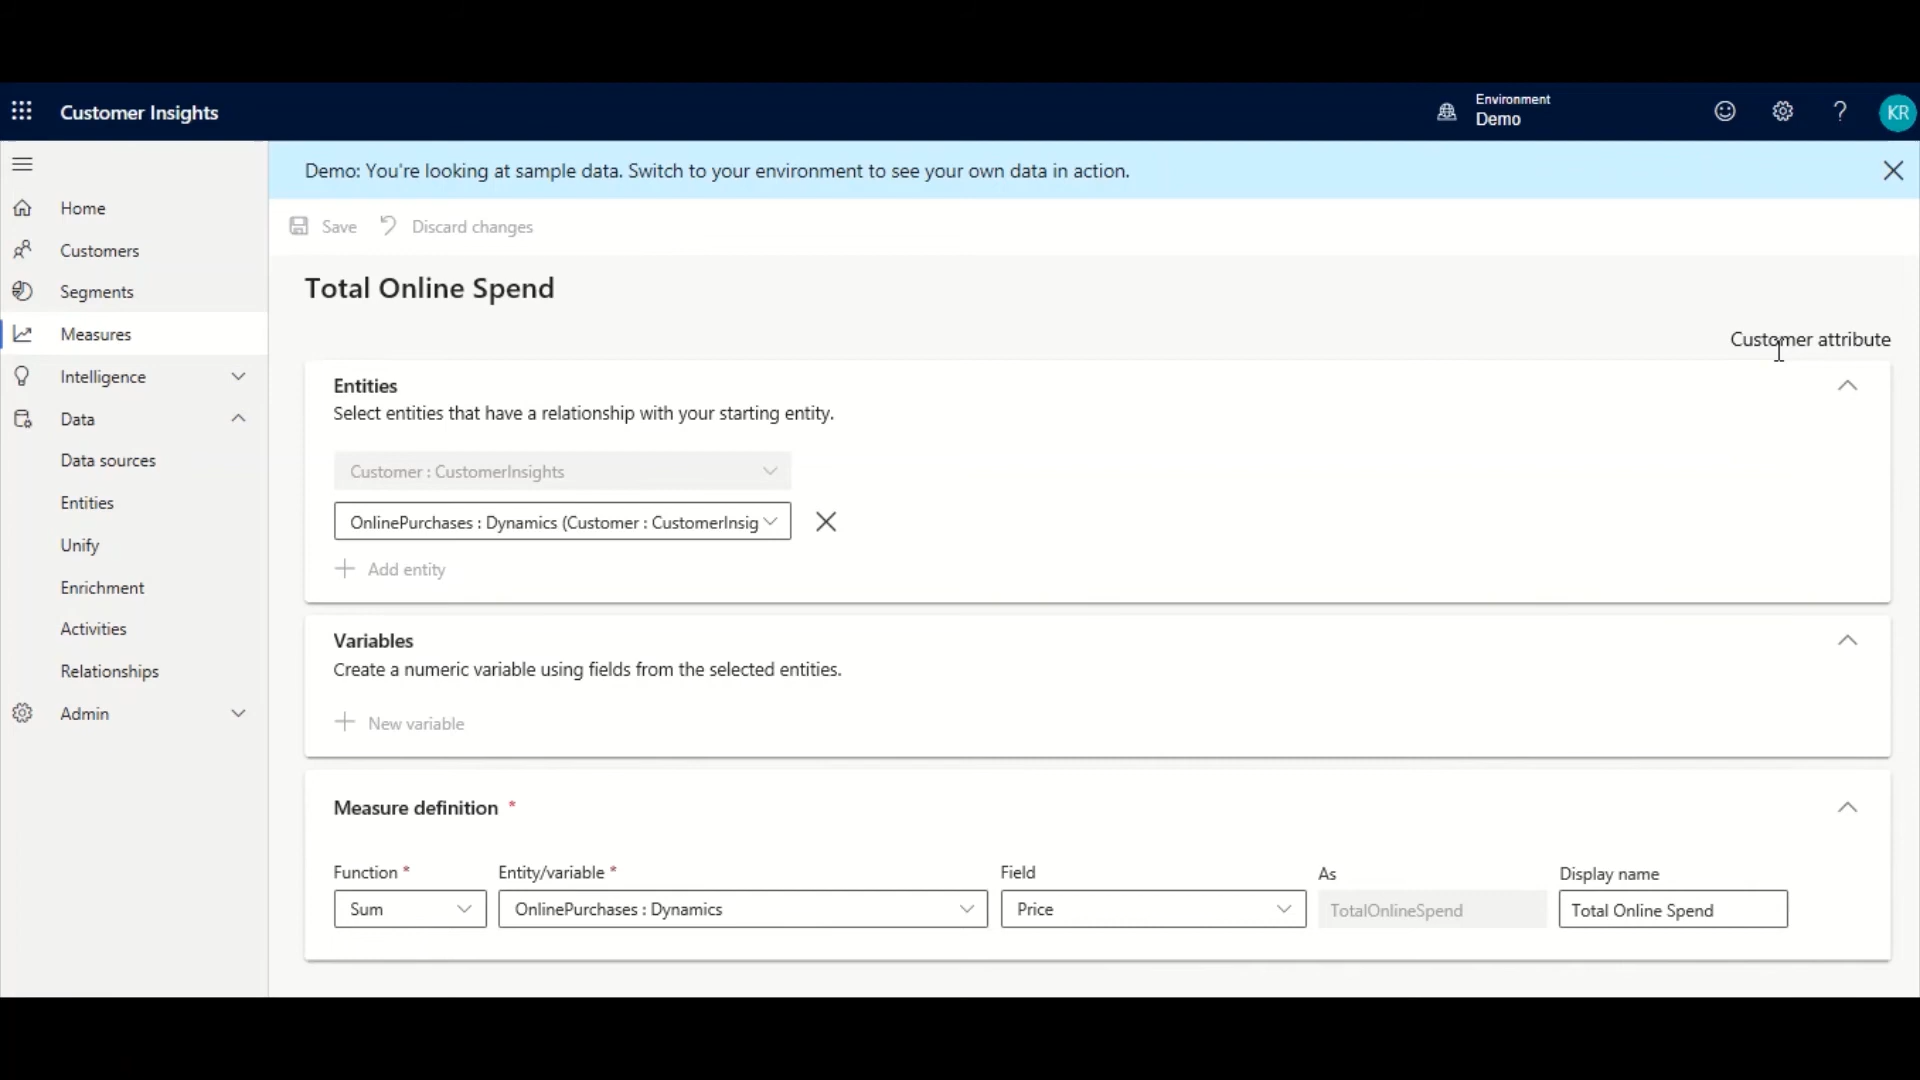 Customer Insights
Environment
Demo
?
KR
Demo: You're looking at sample data. Switch to your environment to see your own data in action.
Home
Customers
Segments
Measures
Intelligence
Data
Data sources
Entities
Unify
Enrichment
Activities
Relationships
Admin
Save
Discard changes
Total Online Spend
Customer attribute
Entities
Select entities that have a relationship with your starting entity.
Customer : CustomerInsights
OnlinePurchases : Dynamics (Customer : CustomerInsig
Add entity
Variables
Create a numeric variable using fields from the selected entities.
New variable
Measure definition *
Function * Entity/variable * Field As Display name
Sum OnlinePurchases : Dynamics Price TotalOnlineSpend Total Online Spend